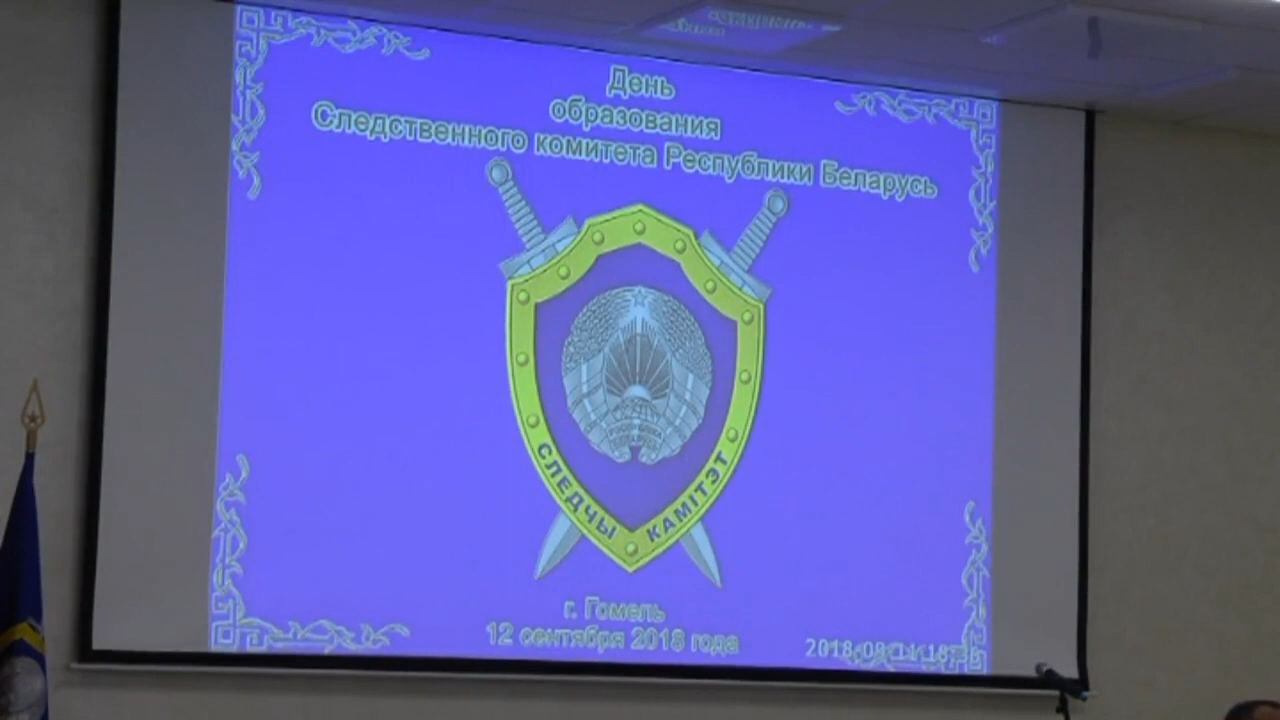 День
образования
Следственного комитета Республики Беларусь
СЛЕДЧЫ КАМІТЭТ
г. Гомель
12 сентября 2018 года